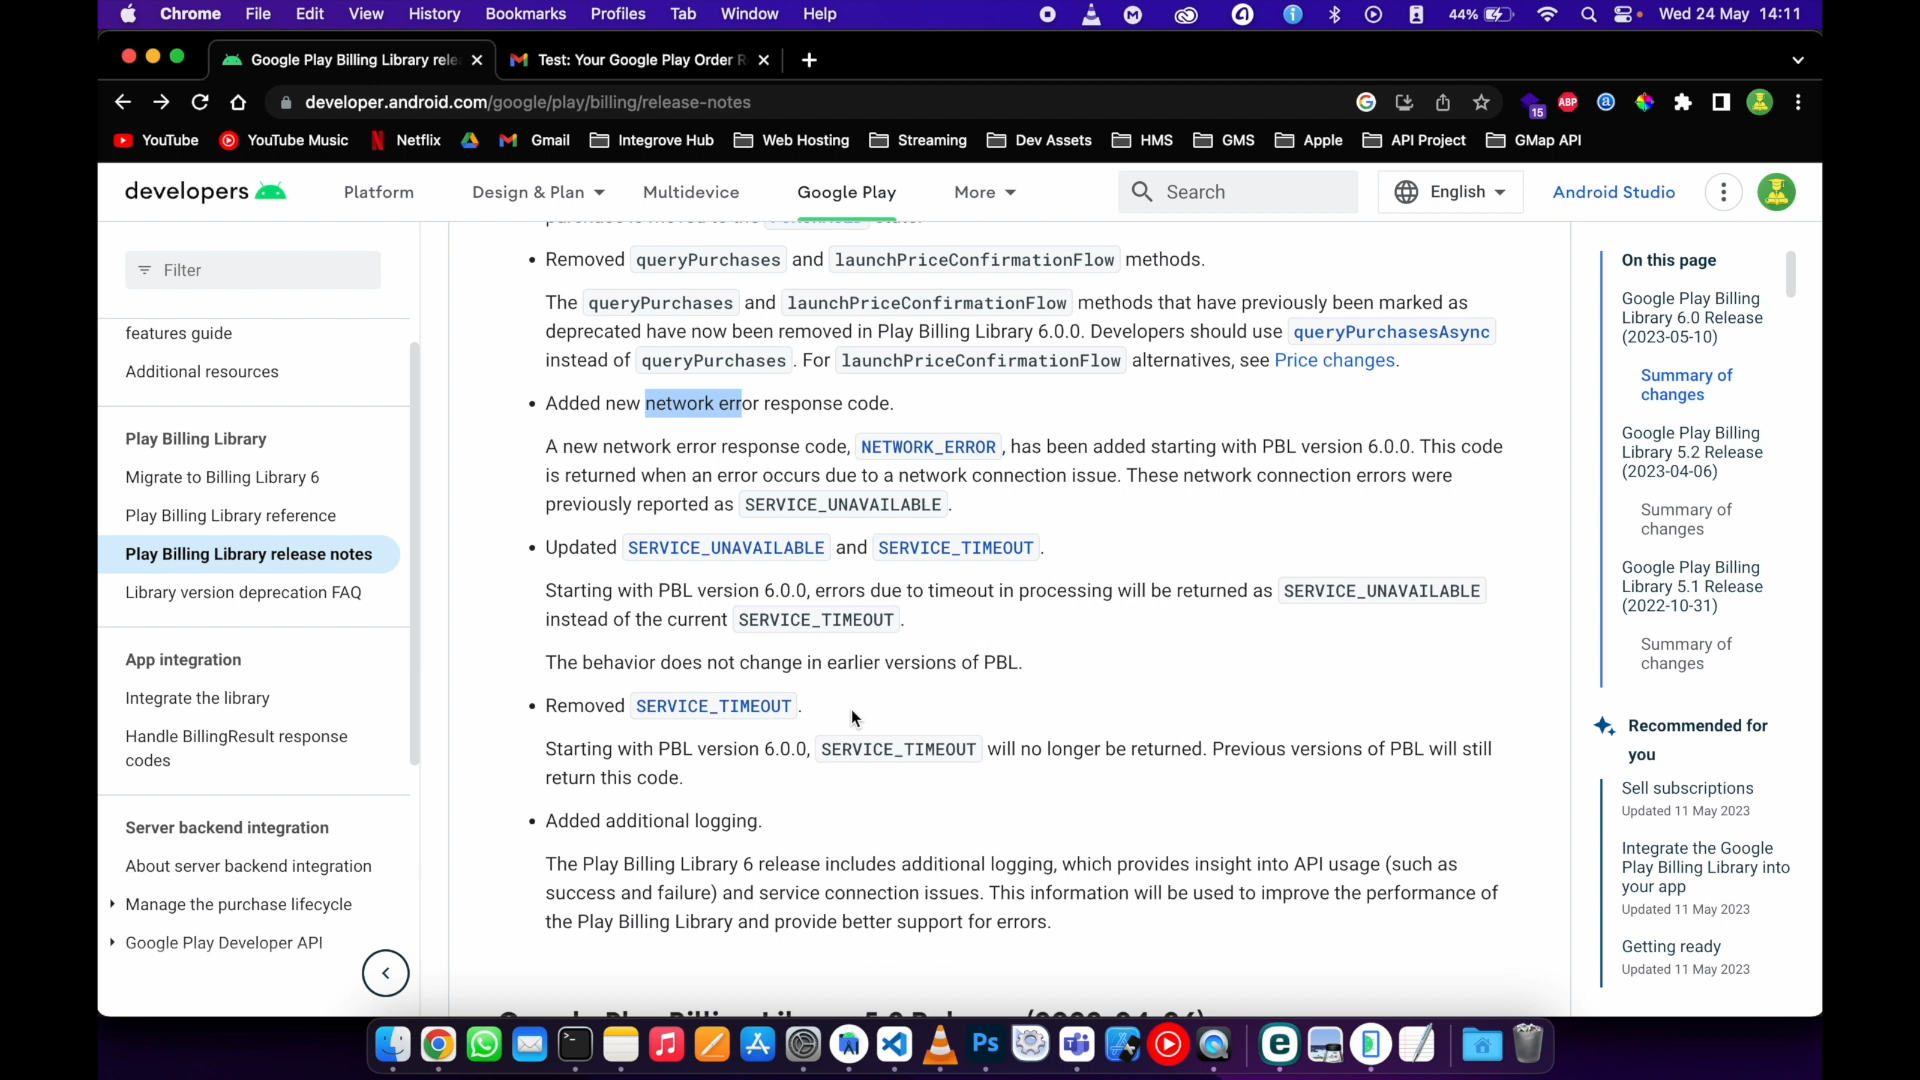 Chrome File Edit View History Bookmarks Profiles Tab Window Help 44% Wed 24 May 14:11
Google Play Billing Library rele Test: Your Google Play Order R
developer.android.com/google/play/billing/release-notes 15 ABP
YouTube YouTube Music Netflix Gmail Integrove Hub Web Hosting Streaming Dev Assets HMS GMS Apple API Project GMap API
developers Platform Design & Plan Multidevice Google Play More Search English Android Studio
Filter
features guide
Additional resources
Play Billing Library
Migrate to Billing Library 6
Play Billing Library reference
Play Billing Library release notes
Library version deprecation FAQ
App integration
Integrate the library
Handle BillingResult response
codes
Server backend integration
About server backend integration
Manage the purchase lifecycle
Google Play Developer API
• Removed queryPurchases and launchPriceConfirmationFlow methods.
The queryPurchases and launchPriceConfirmationFlow methods that have previously been marked as
deprecated have now been removed in Play Billing Library 6.0.0. Developers should use queryPurchasesAsync
instead of queryPurchases. For launchPriceConfirmationFlow alternatives, see Price changes.
• Added new network error response code.
A new network error response code, NETWORK_ERROR, has been added starting with PBL version 6.0.0. This code
is returned when an error occurs due to a network connection issue. These network connection errors were
previously reported as SERVICE_UNAVAILABLE.
• Updated SERVICE_UNAVAILABLE and SERVICE_TIMEOUT.
Starting with PBL version 6.0.0, errors due to timeout in processing will be returned as SERVICE_UNAVAILABLE
instead of the current SERVICE_TIMEOUT.
The behavior does not change in earlier versions of PBL.
• Removed SERVICE_TIMEOUT.
Starting with PBL version 6.0.0, SERVICE_TIMEOUT will no longer be returned. Previous versions of PBL will still
return this code.
• Added additional logging.
The Play Billing Library 6 release includes additional logging, which provides insight into API usage (such as
success and failure) and service connection issues. This information will be used to improve the performance of
the Play Billing Library and provide better support for errors.
On this page
Google Play Billing
Library 6.0 Release
(2023-05-10)
Summary of
changes
Google Play Billing
Library 5.2 Release
(2023-04-06)
Summary of
changes
Google Play Billing
Library 5.1 Release
(2022-10-31)
Summary of
changes
Recommended for
you
Sell subscriptions
Updated 11 May 2023
Integrate the Google
Play Billing Library into
your app
Updated 11 May 2023
Getting ready
Updated 11 May 2023
Ps